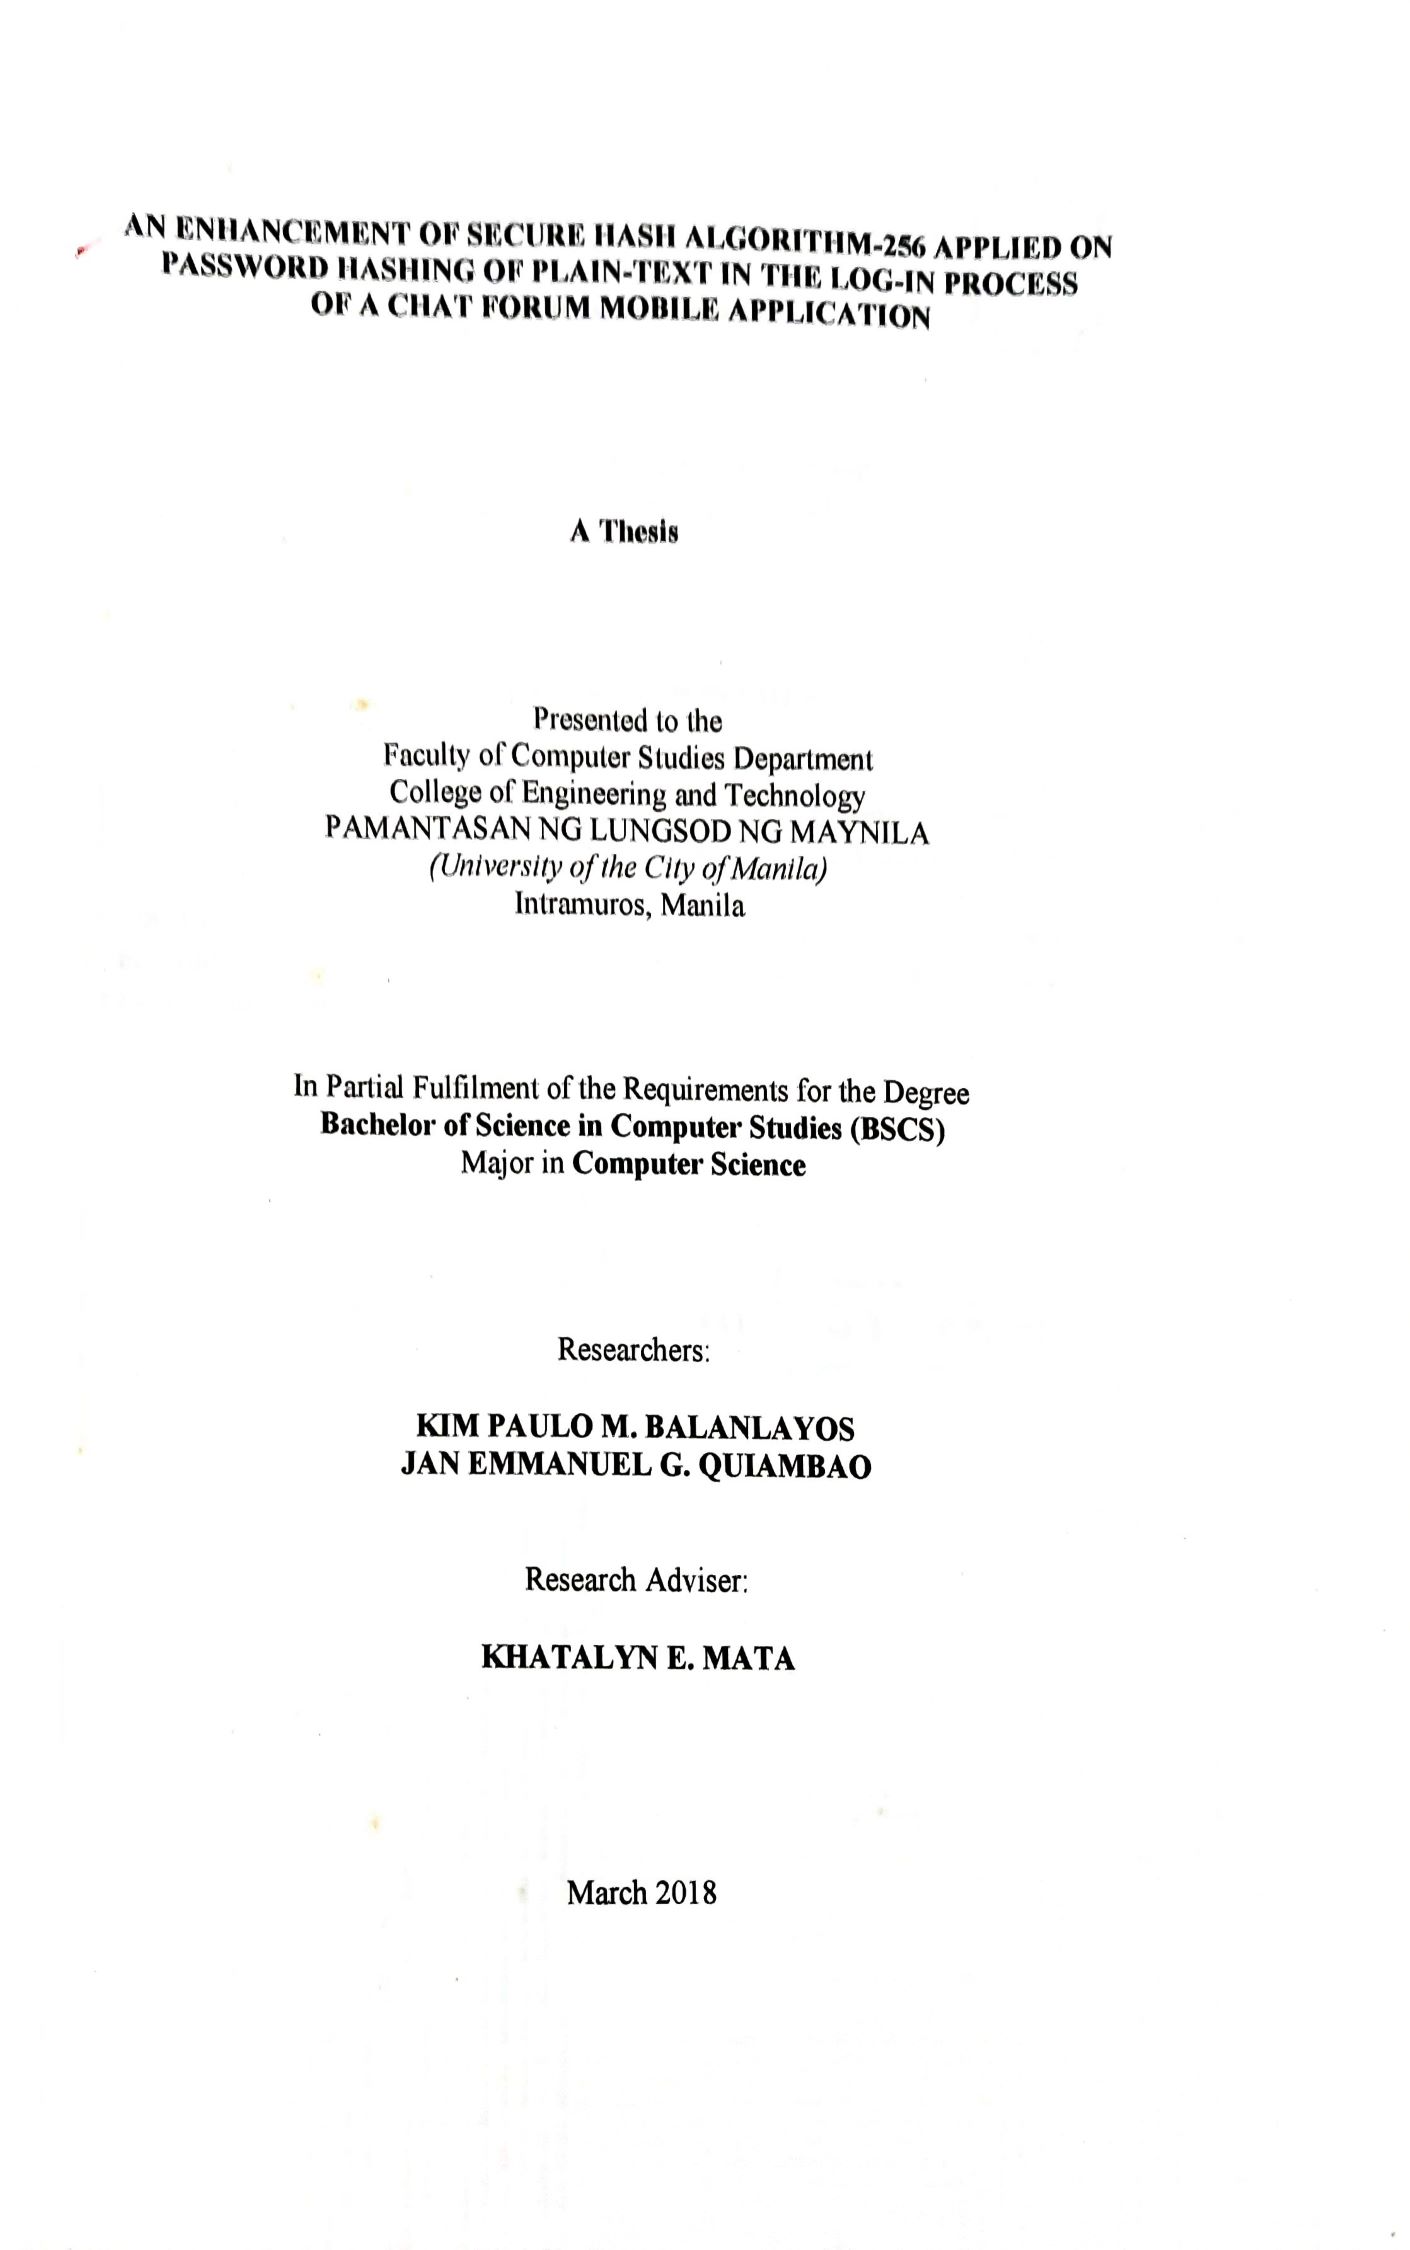 AN ENHANCEMENT OF SECURE HASH ALGORITHM-256 APPLIED ON
PASSWORD HASHING OF PLAIN-TEXT IN THE LOG-IN PROCESS
OF A CHAT FORUM MOBILE APPLICATION
A Thesis
Presented to the
Faculty of Computer Studies Department
College of Engineering and Technology
PAMANTASAN NG LUNGSOD NG MAYNILA
(University of the City of Manila)
Intramuros, Manila
In Partial Fulfilment of the Requirements for the Degree
Bachelor of Science in Computer Studies (BSCS)
Major in Computer Science
Researchers:
KIM PAULO M. BALANLAYOS
JAN EMMANUEL G. QUIAMBAO
Research Adviser:
KHATALYN E. MATA
March 2018